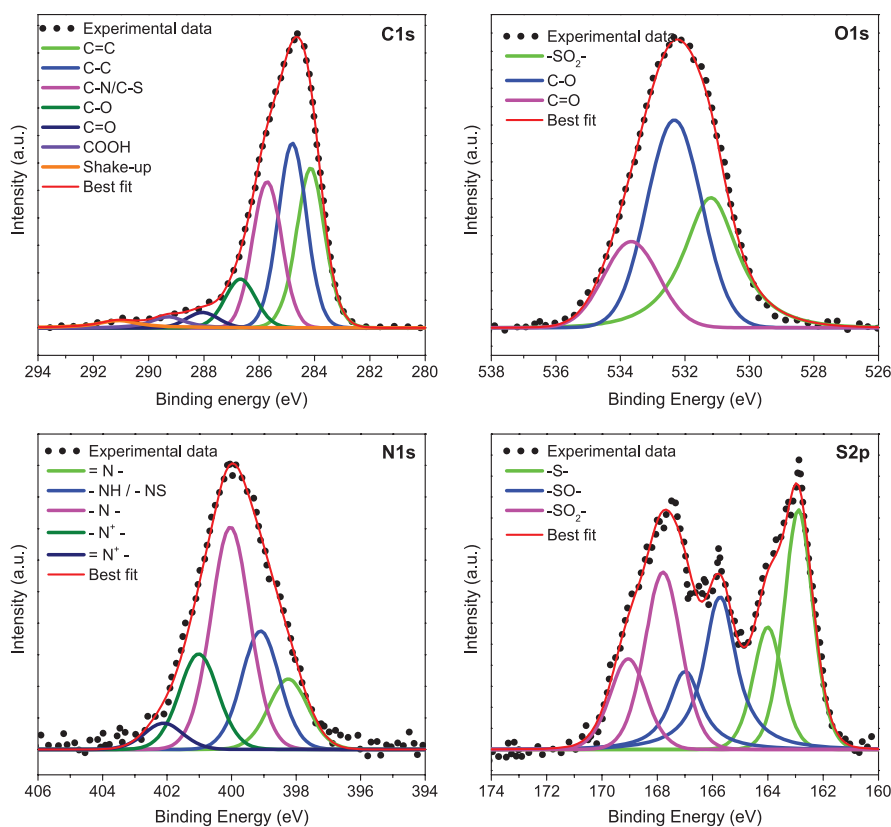 C1s
Experimental data
C=C
C-C
C-N/C-S
C-O
C=O
COOH
Shake-up
Best fit
Intensity (a.u.)
294 292 290 288 286 284 282 280
Binding energy (eV)
O1s
Experimental data
-SO2-
C-O
C=O
Best fit
Intensity (a.u.)
538 536 534 532 530 528 526
Binding Energy (eV)
N1s
Experimental data
= N -
- NH / - NS
- N -
- N+ -
= N+ -
Best fit
Intensity (a.u.)
406 404 402 400 398 396 394
Binding Energy (eV)
S2p
Experimental data
-S-
-SO-
-SO2-
Best fit
Intensity (a.u.)
174 172 170 168 166 164 162 160
Binding Energy (eV)